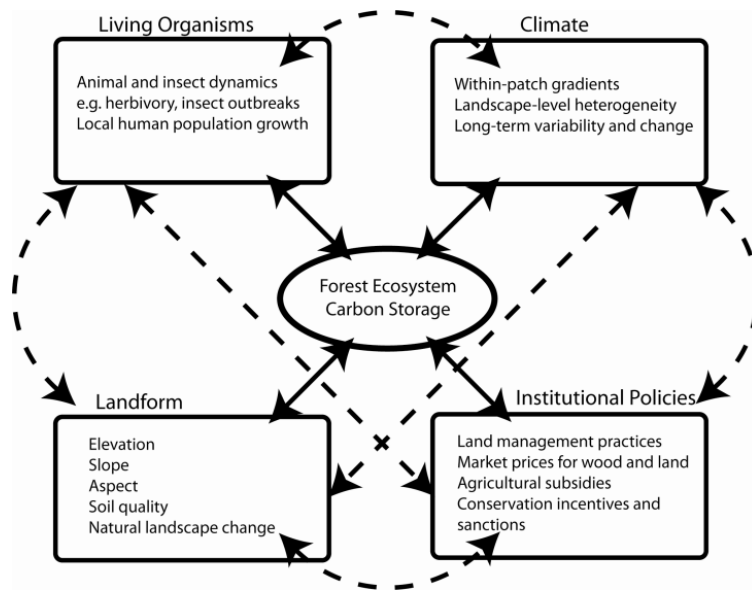 Living Organisms
Animal and insect dynamics
e.g. herbivory, insect outbreaks
Local human population growth
Climate
Within-patch gradients
Landscape-level heterogeneity
Long-term variability and change
Forest Ecosystem
Carbon Storage
Landform
Elevation
Slope
Aspect
Soil quality
Natural landscape change
Institutional Policies
Land management practices
Market prices for wood and land
Agricultural subsidies
Conservation incentives and
sanctions